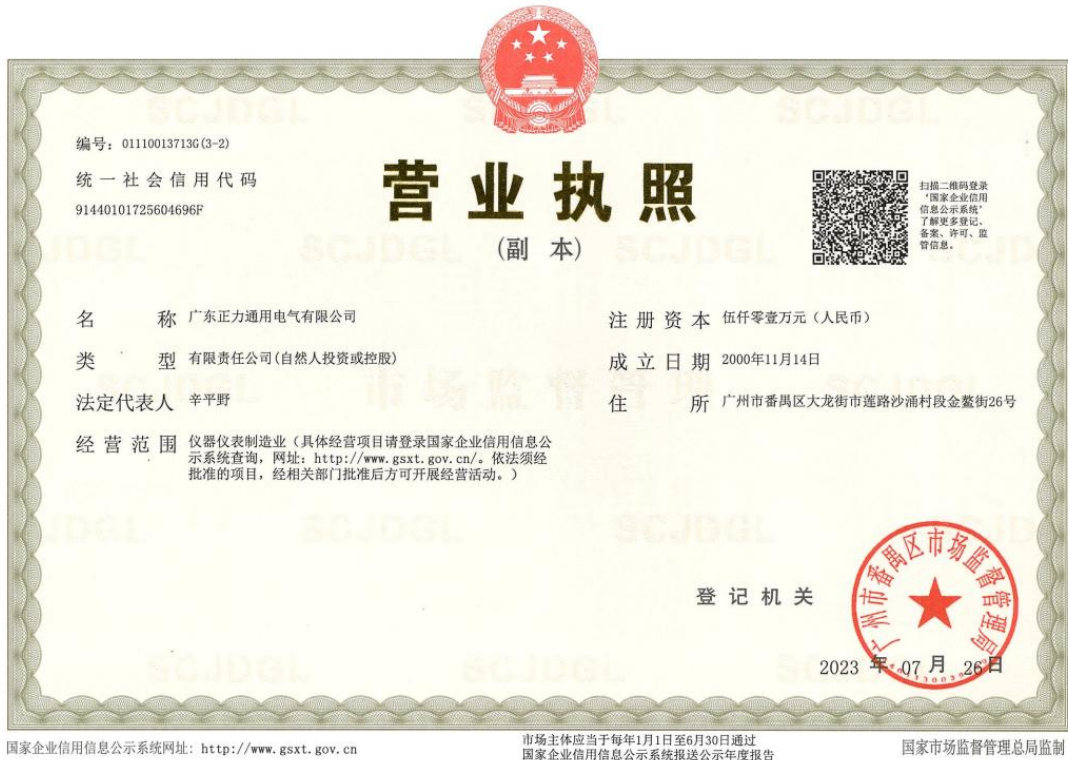 编号：01110013713G(3-2)
统一社会信用代码
91440101725604696F
营业执照
(副 本)
扫描二维码登录
‘国家企业信用
信息公示系统’
了解更多登记、
备案、许可、监
管信息。
名 称 广东正力通用电气有限公司
类 型 有限责任公司(自然人投资或控股)
法定代表人 辛平野
经营范围 仪器仪表制造业（具体经营项目请登录国家企业信用信息公
示系统查询，网址：http://www.gsxt.gov.cn/。依法须经
批准的项目，经相关部门批准后方可开展经营活动。）
注册资本 伍仟零壹万元（人民币）
成立日期 2000年11月14日
住 所 广州市番禺区大龙街市莲路沙涌村段金鳌街26号
登记机关
广州市番禺区市场监督管理局
2023 年 07 月 26 日
国家企业信用信息公示系统网址：http://www.gsxt.gov.cn
市场主体应当于每年1月1日至6月30日通过
国家企业信用信息公示系统报送公示年度报告
国家市场监督管理总局监制
SCJDGL
市场监督管理